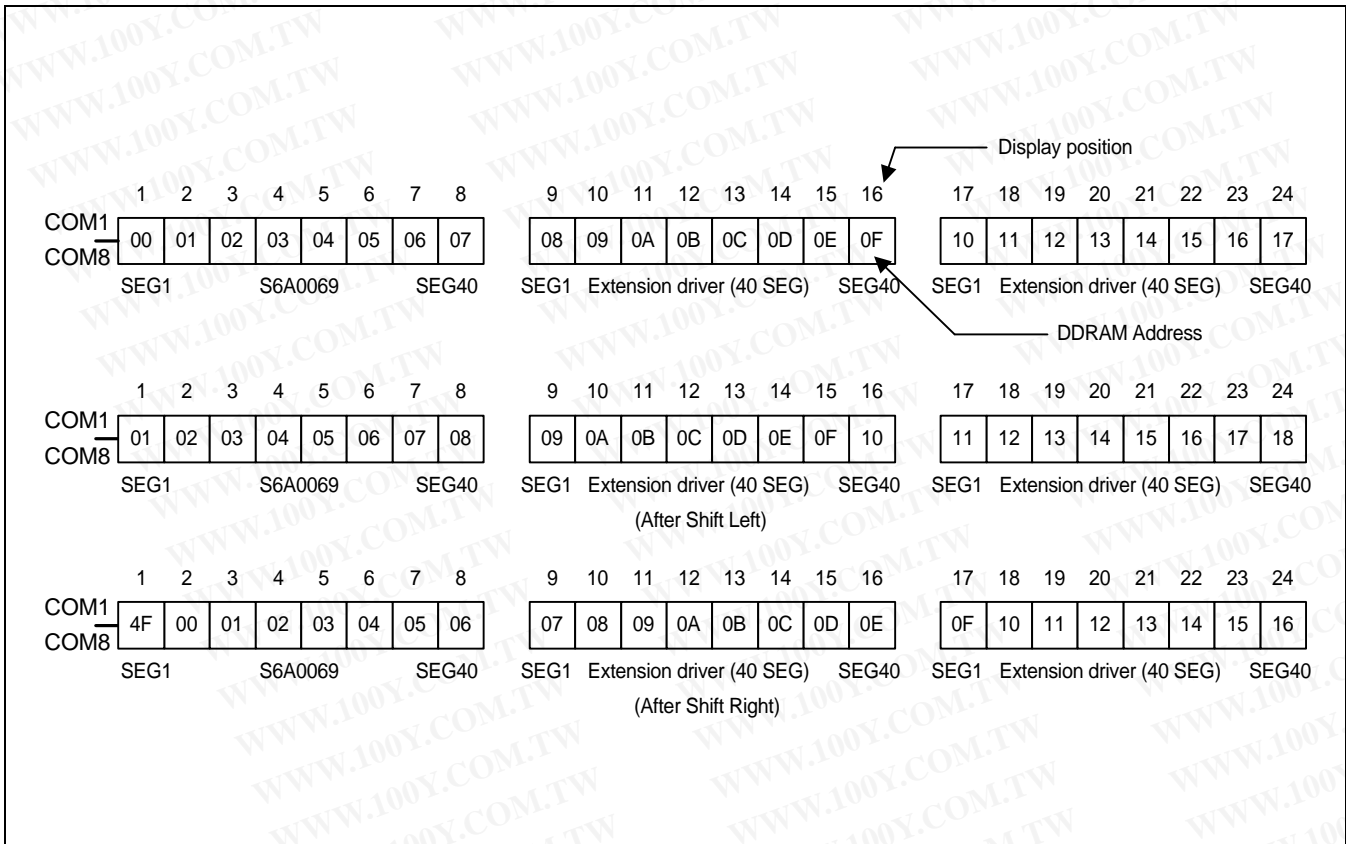 Display position
1 2 3 4 5 6 7 8 9 10 11 12 13 14 15 16 17 18 19 20 21 22 23 24
COM1
00 01 02 03 04 05 06 07 08 09 0A 0B 0C 0D 0E 0F 10 11 12 13 14 15 16 17
COM8
SEG1 S6A0069 SEG40 SEG1 Extension driver (40 SEG) SEG40 SEG1 Extension driver (40 SEG) SEG40
DDRAM Address
1 2 3 4 5 6 7 8 9 10 11 12 13 14 15 16 17 18 19 20 21 22 23 24
COM1
01 02 03 04 05 06 07 08 09 0A 0B 0C 0D 0E 0F 10 11 12 13 14 15 16 17 18
COM8
SEG1 S6A0069 SEG40 SEG1 Extension driver (40 SEG) SEG40 SEG1 Extension driver (40 SEG) SEG40
(After Shift Left)
1 2 3 4 5 6 7 8 9 10 11 12 13 14 15 16 17 18 19 20 21 22 23 24
COM1
4F 00 01 02 03 04 05 06 07 08 09 0A 0B 0C 0D 0E 0F 10 11 12 13 14 15 16
COM8
SEG1 S6A0069 SEG40 SEG1 Extension driver (40 SEG) SEG40 SEG1 Extension driver (40 SEG) SEG40
(After Shift Right)
WWW.100Y.COM.TW